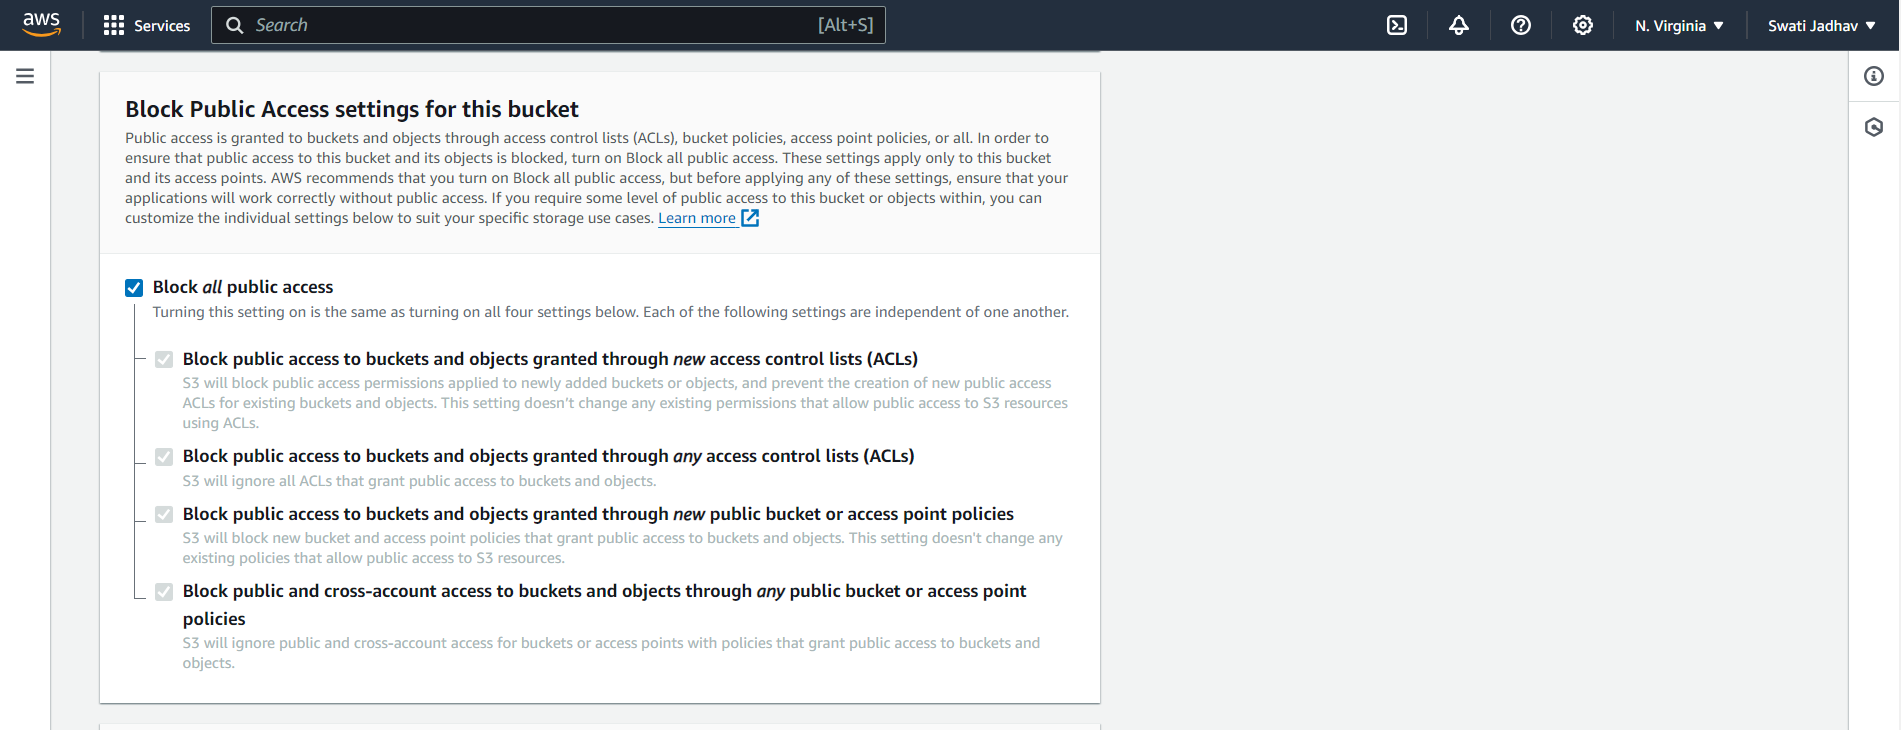 aws
Services
Search
[Alt+S]
N. Virginia
Swati Jadhav
Block Public Access settings for this bucket
Public access is granted to buckets and objects through access control lists (ACLs), bucket policies, access point policies, or all. In order to
ensure that public access to this bucket and its objects is blocked, turn on Block all public access. These settings apply only to this bucket
and its access points. AWS recommends that you turn on Block all public access, but before applying any of these settings, ensure that your
applications will work correctly without public access. If you require some level of public access to this bucket or objects within, you can
customize the individual settings below to suit your specific storage use cases. Learn more
Block all public access
Turning this setting on is the same as turning on all four settings below. Each of the following settings are independent of one another.
Block public access to buckets and objects granted through new access control lists (ACLs)
S3 will block public access permissions applied to newly added buckets or objects, and prevent the creation of new public access
ACLs for existing buckets and objects. This setting doesn't change any existing permissions that allow public access to S3 resources
using ACLs.
Block public access to buckets and objects granted through any access control lists (ACLs)
S3 will ignore all ACLs that grant public access to buckets and objects.
Block public access to buckets and objects granted through new public bucket or access point policies
S3 will block new bucket and access point policies that grant public access to buckets and objects. This setting doesn't change any
existing policies that allow public access to S3 resources.
Block public and cross-account access to buckets and objects through any public bucket or access point
policies
S3 will ignore public and cross-account access for buckets or access points with policies that grant public access to buckets and
objects.